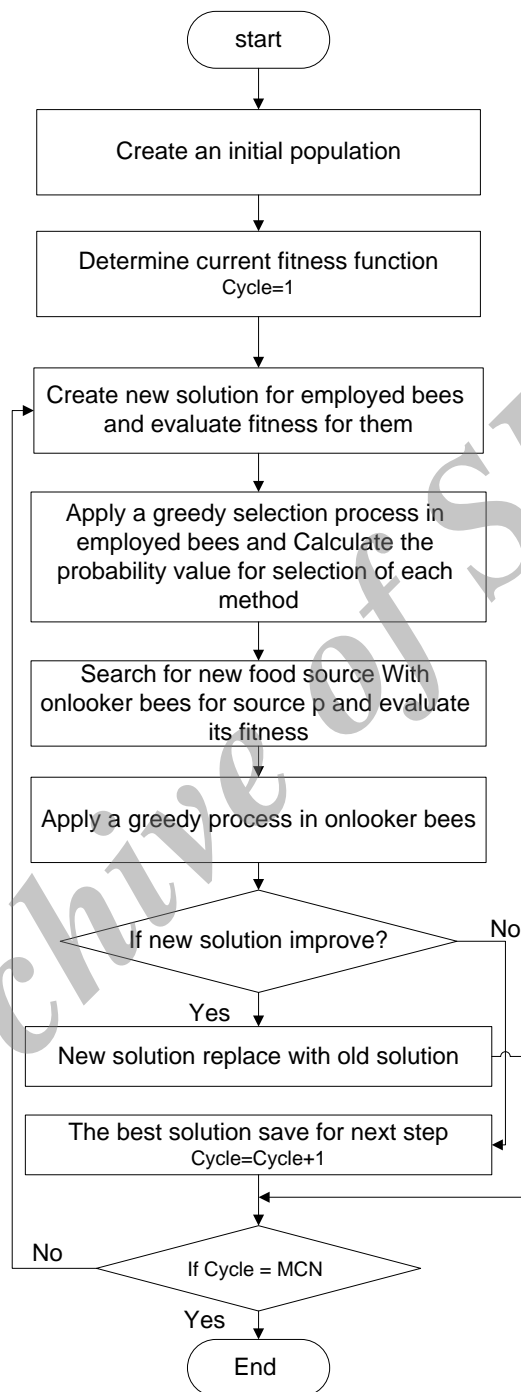 start
Create an initial population
Determine current fitness function
Cycle=1
Create new solution for employed bees
and evaluate fitness for them
Apply a greedy selection process in
employed bees and Calculate the
probability value for selection of each
method
Search for new food source With
onlooker bees for source p and evaluate
its fitness
Apply a greedy process in onlooker bees
If new solution improve?
No
Yes
New solution replace with old solution
The best solution save for next step
Cycle=Cycle+1
No
If Cycle = MCN
Yes
End
chive of S